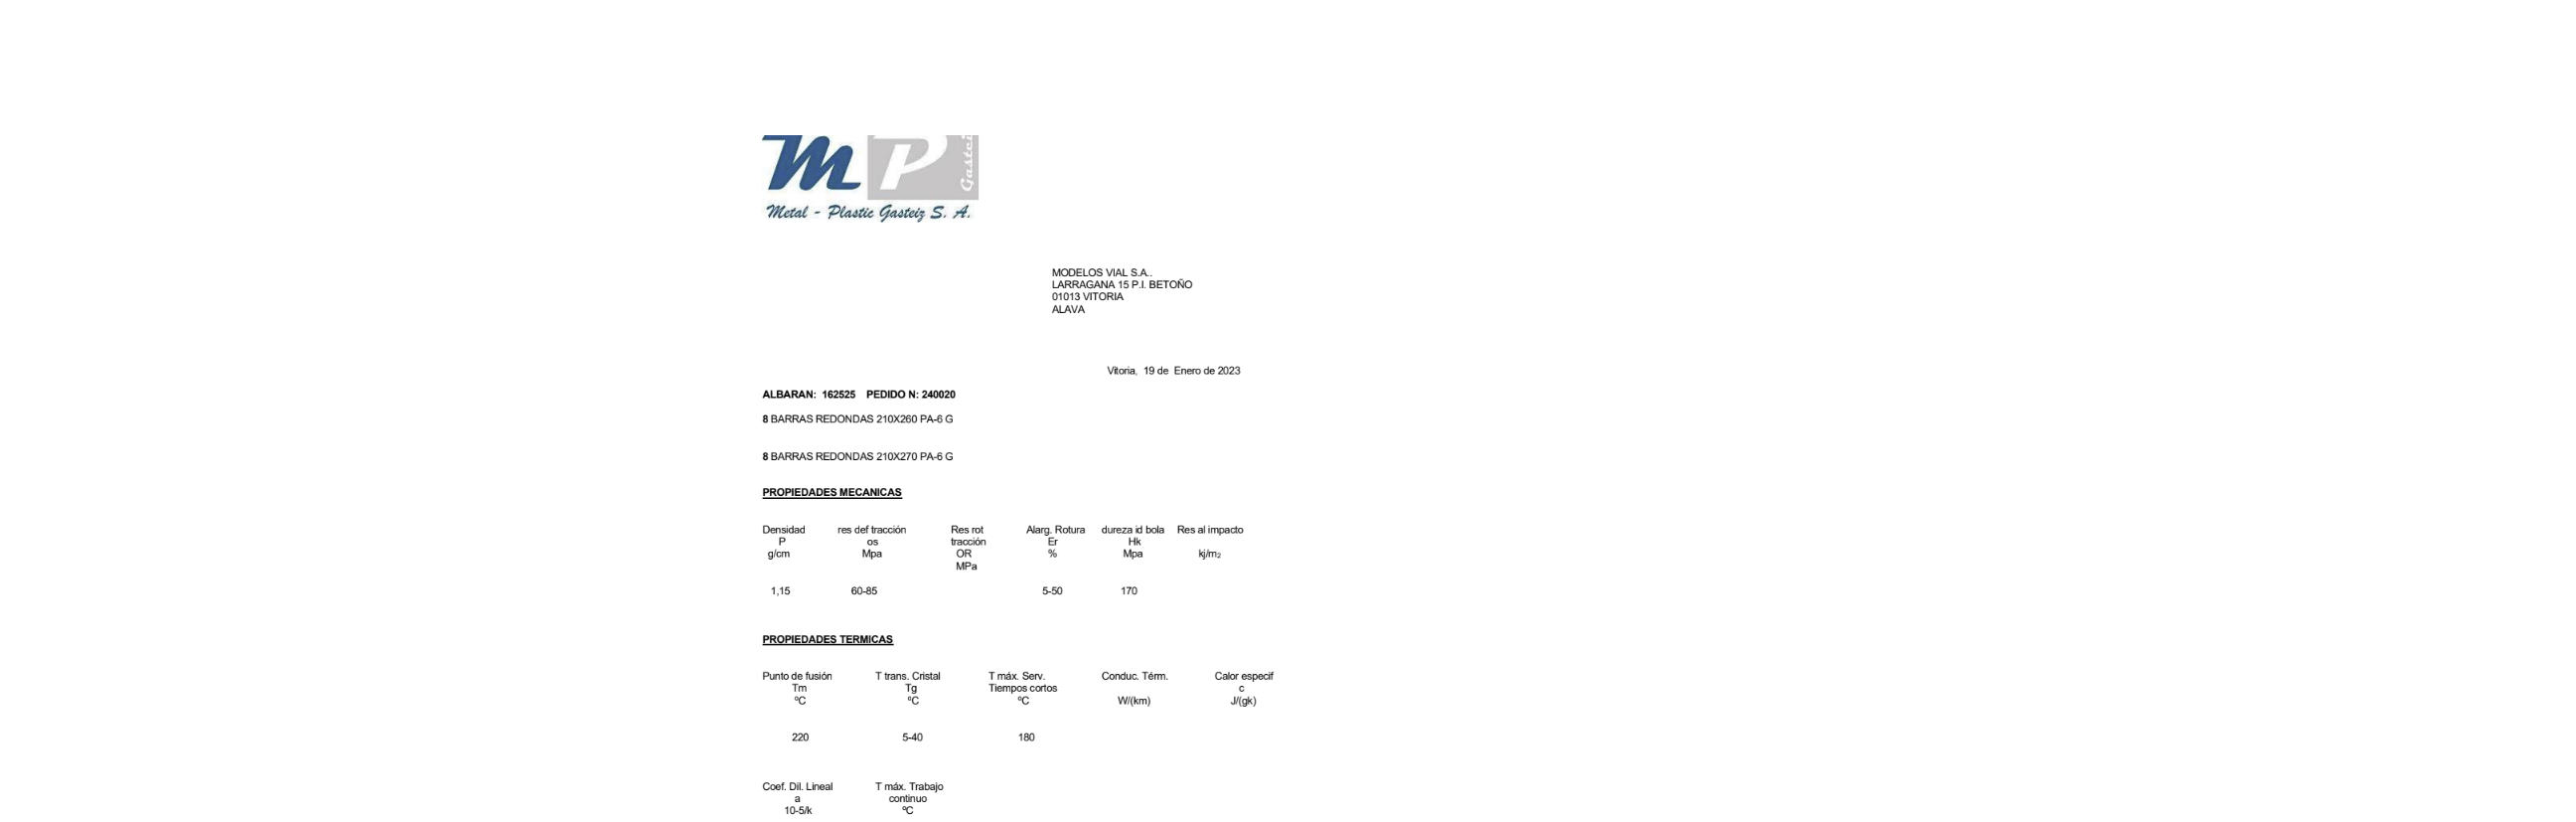 MP Gastei
Metal - Plastic Gasteiz S. A.
MODELOS VIAL S.A..
LARRAGANA 15 P.I. BETOÑO
01013 VITORIA
ALAVA
Vitoria, 19 de Enero de 2023
ALBARAN: 162525 PEDIDO N: 240020
8 BARRAS REDONDAS 210X260 PA-6 G
8 BARRAS REDONDAS 210X270 PA-6 G
PROPIEDADES MECANICAS
Densidad res def tracción Res rot Alarg. Rotura dureza id bola Res al impacto
P os tracción Er Hk
g/cm Mpa OR % Mpa kj/m₂
MPa
1,15 60-85 5-50 170
PROPIEDADES TERMICAS
Punto de fusión T trans. Cristal T máx. Serv. Conduc. Térm. Calor especif
Tm Tg Tiempos cortos c
ºC ºC ºC W/(km) J/(gk)
220 5-40 180
Coef. Dil. Lineal T máx. Trabajo
a continuo
10-5/k ºC